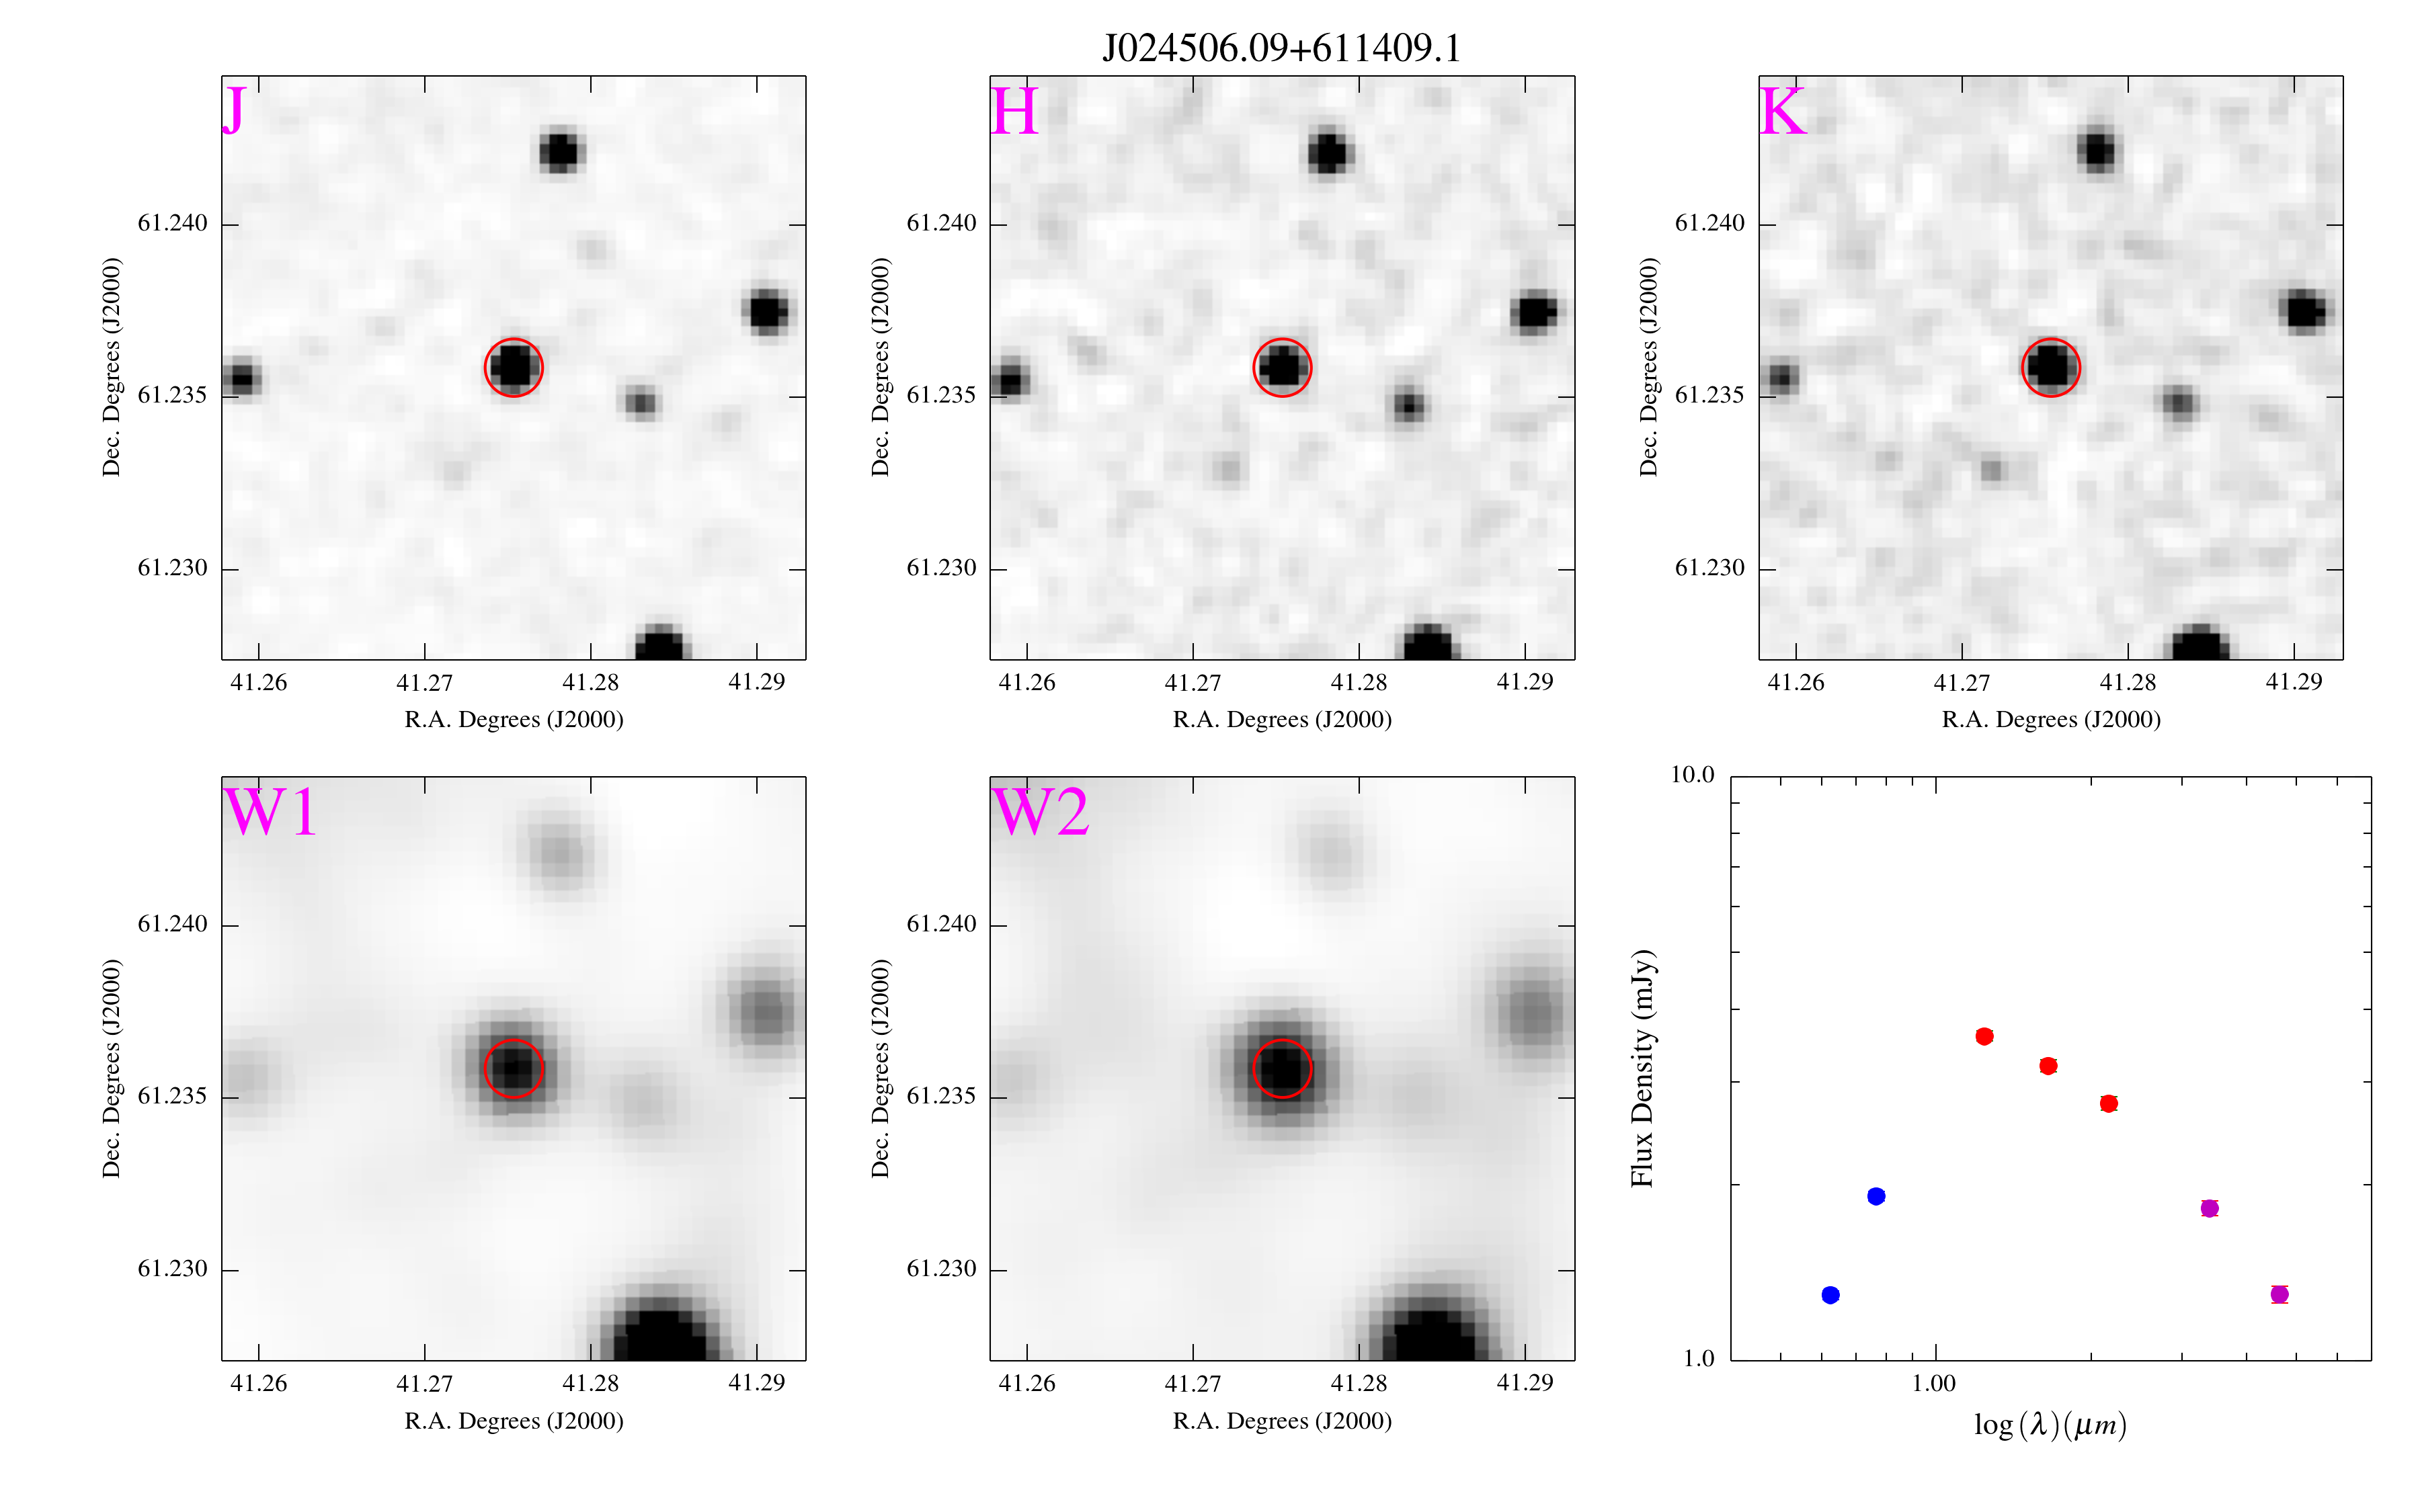 J024506.09+611409.1
J
61.240
61.235
61.230
Dec. Degrees (J2000)
41.26 41.27 41.28 41.29
R.A. Degrees (J2000)
H
61.240
61.235
61.230
Dec. Degrees (J2000)
41.26 41.27 41.28 41.29
R.A. Degrees (J2000)
K
61.240
61.235
61.230
Dec. Degrees (J2000)
41.26 41.27 41.28 41.29
R.A. Degrees (J2000)
W1
61.240
61.235
61.230
Dec. Degrees (J2000)
41.26 41.27 41.28 41.29
R.A. Degrees (J2000)
W2
61.240
61.235
61.230
Dec. Degrees (J2000)
41.26 41.27 41.28 41.29
R.A. Degrees (J2000)
10.0
1.0
Flux Density (mJy)
1.00
log(λ)(μm)